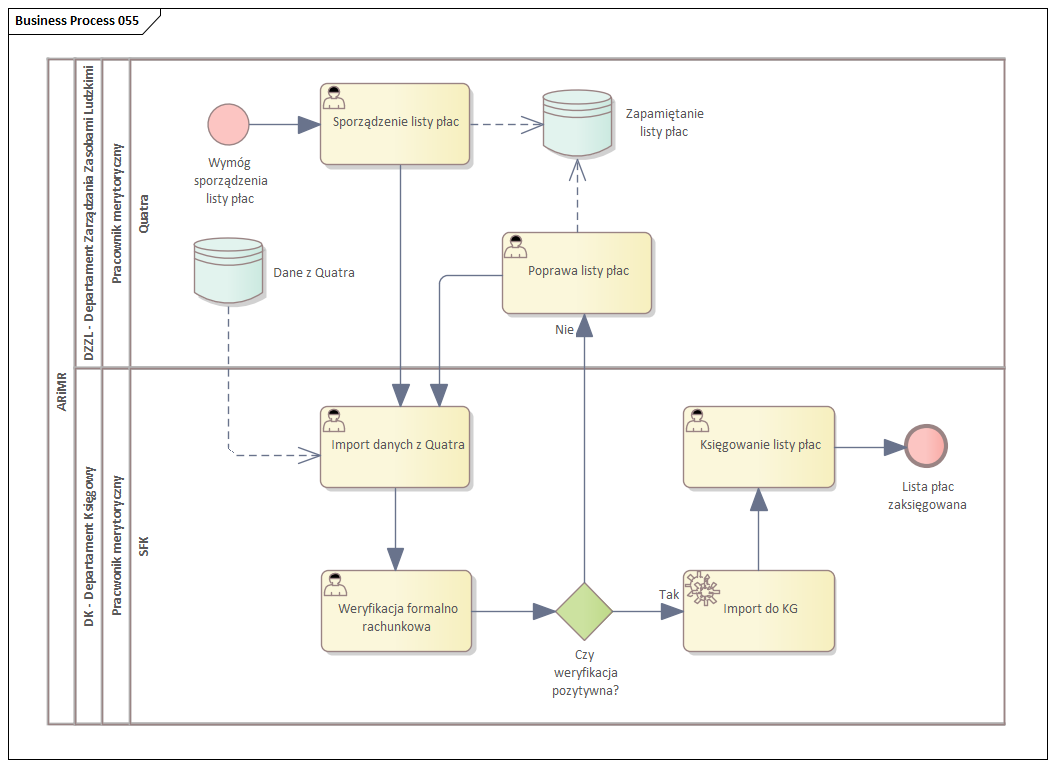 Business Process 055
ARiMR
DZZL - Departament Zarządzania Zasobami Ludzkimi
Pracownik merytoryczny
Quatra
Wymóg
sporządzenia
listy płac
Sporządzenie listy płac
Zapamiętanie
listy płac
Dane z Quatra
Poprawa listy płac
Nie
DK - Departament Księgowy
Pracwonik merytoryczny
SFK
Import danych z Quatra
Księgowanie listy płac
Lista płac
zaksięgowana
Weryfikacja formalno
rachunkowa
Czy
weryfikacja
pozytywna?
Tak
Import do KG